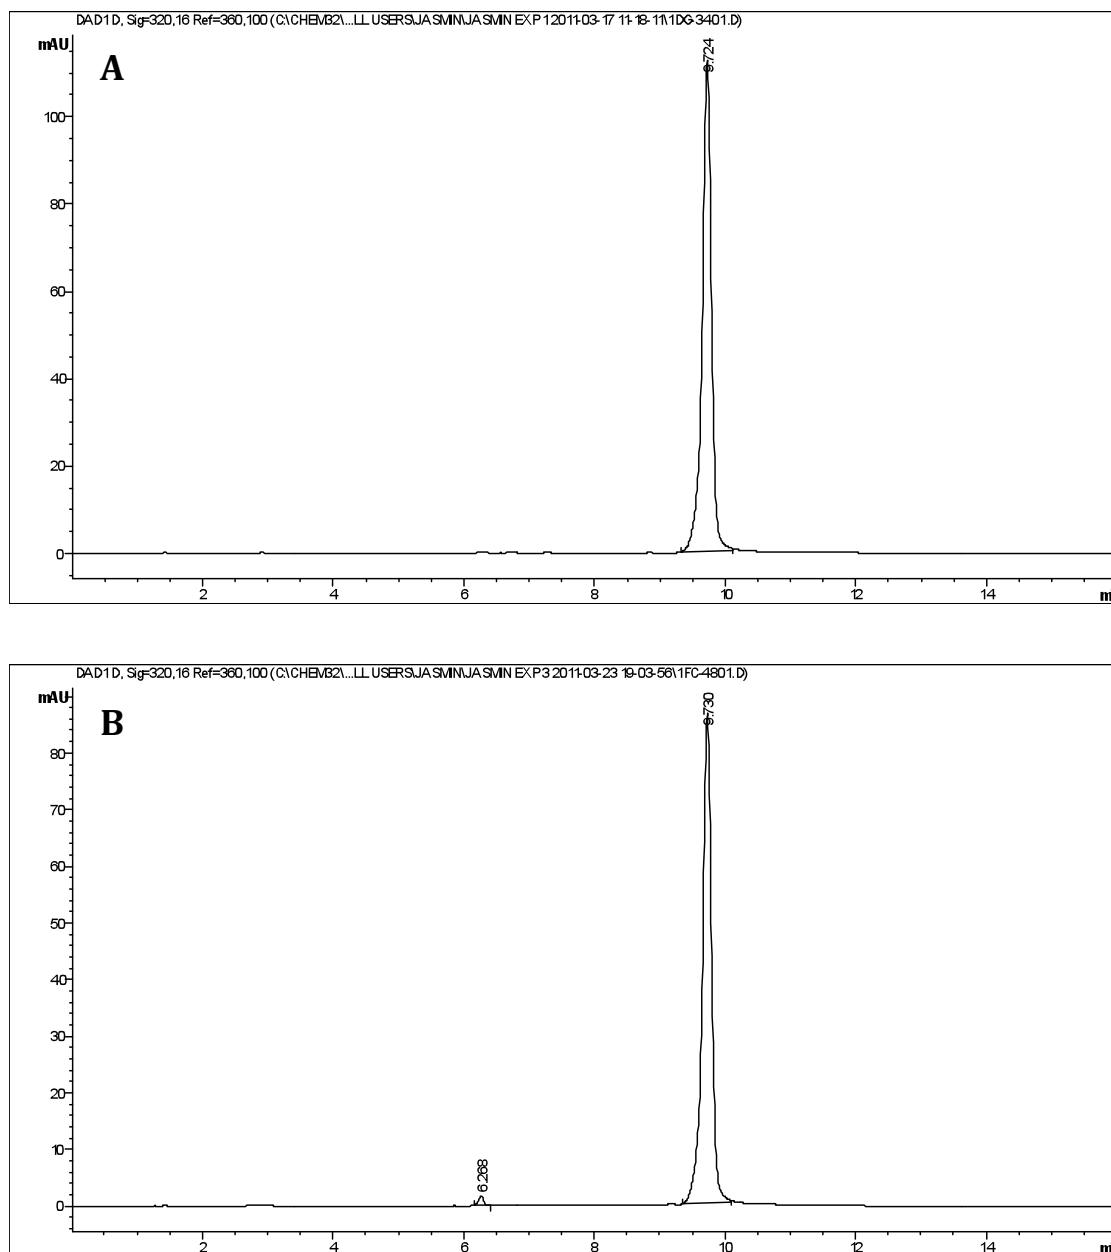 DAD1 D, Sig=320,16 Ref=360,100 (C:\CHEM32\...LL USERS\JASMIN\JASMIN EXP1 2011-03-17 11-18-11\1DG-3401.D)
mAU
A
9.724
100
80
60
40
20
0
2 4 6 8 10 12 14 m
DAD1 D, Sig=320,16 Ref=360,100 (C:\CHEM32\...LL USERS\JASMIN\JASMIN EXP3 2011-03-23 19-03-56\1FC-4801.D)
mAU
B
9.730
80
70
60
50
40
30
20
10
6.268
0
2 4 6 8 10 12 14 m